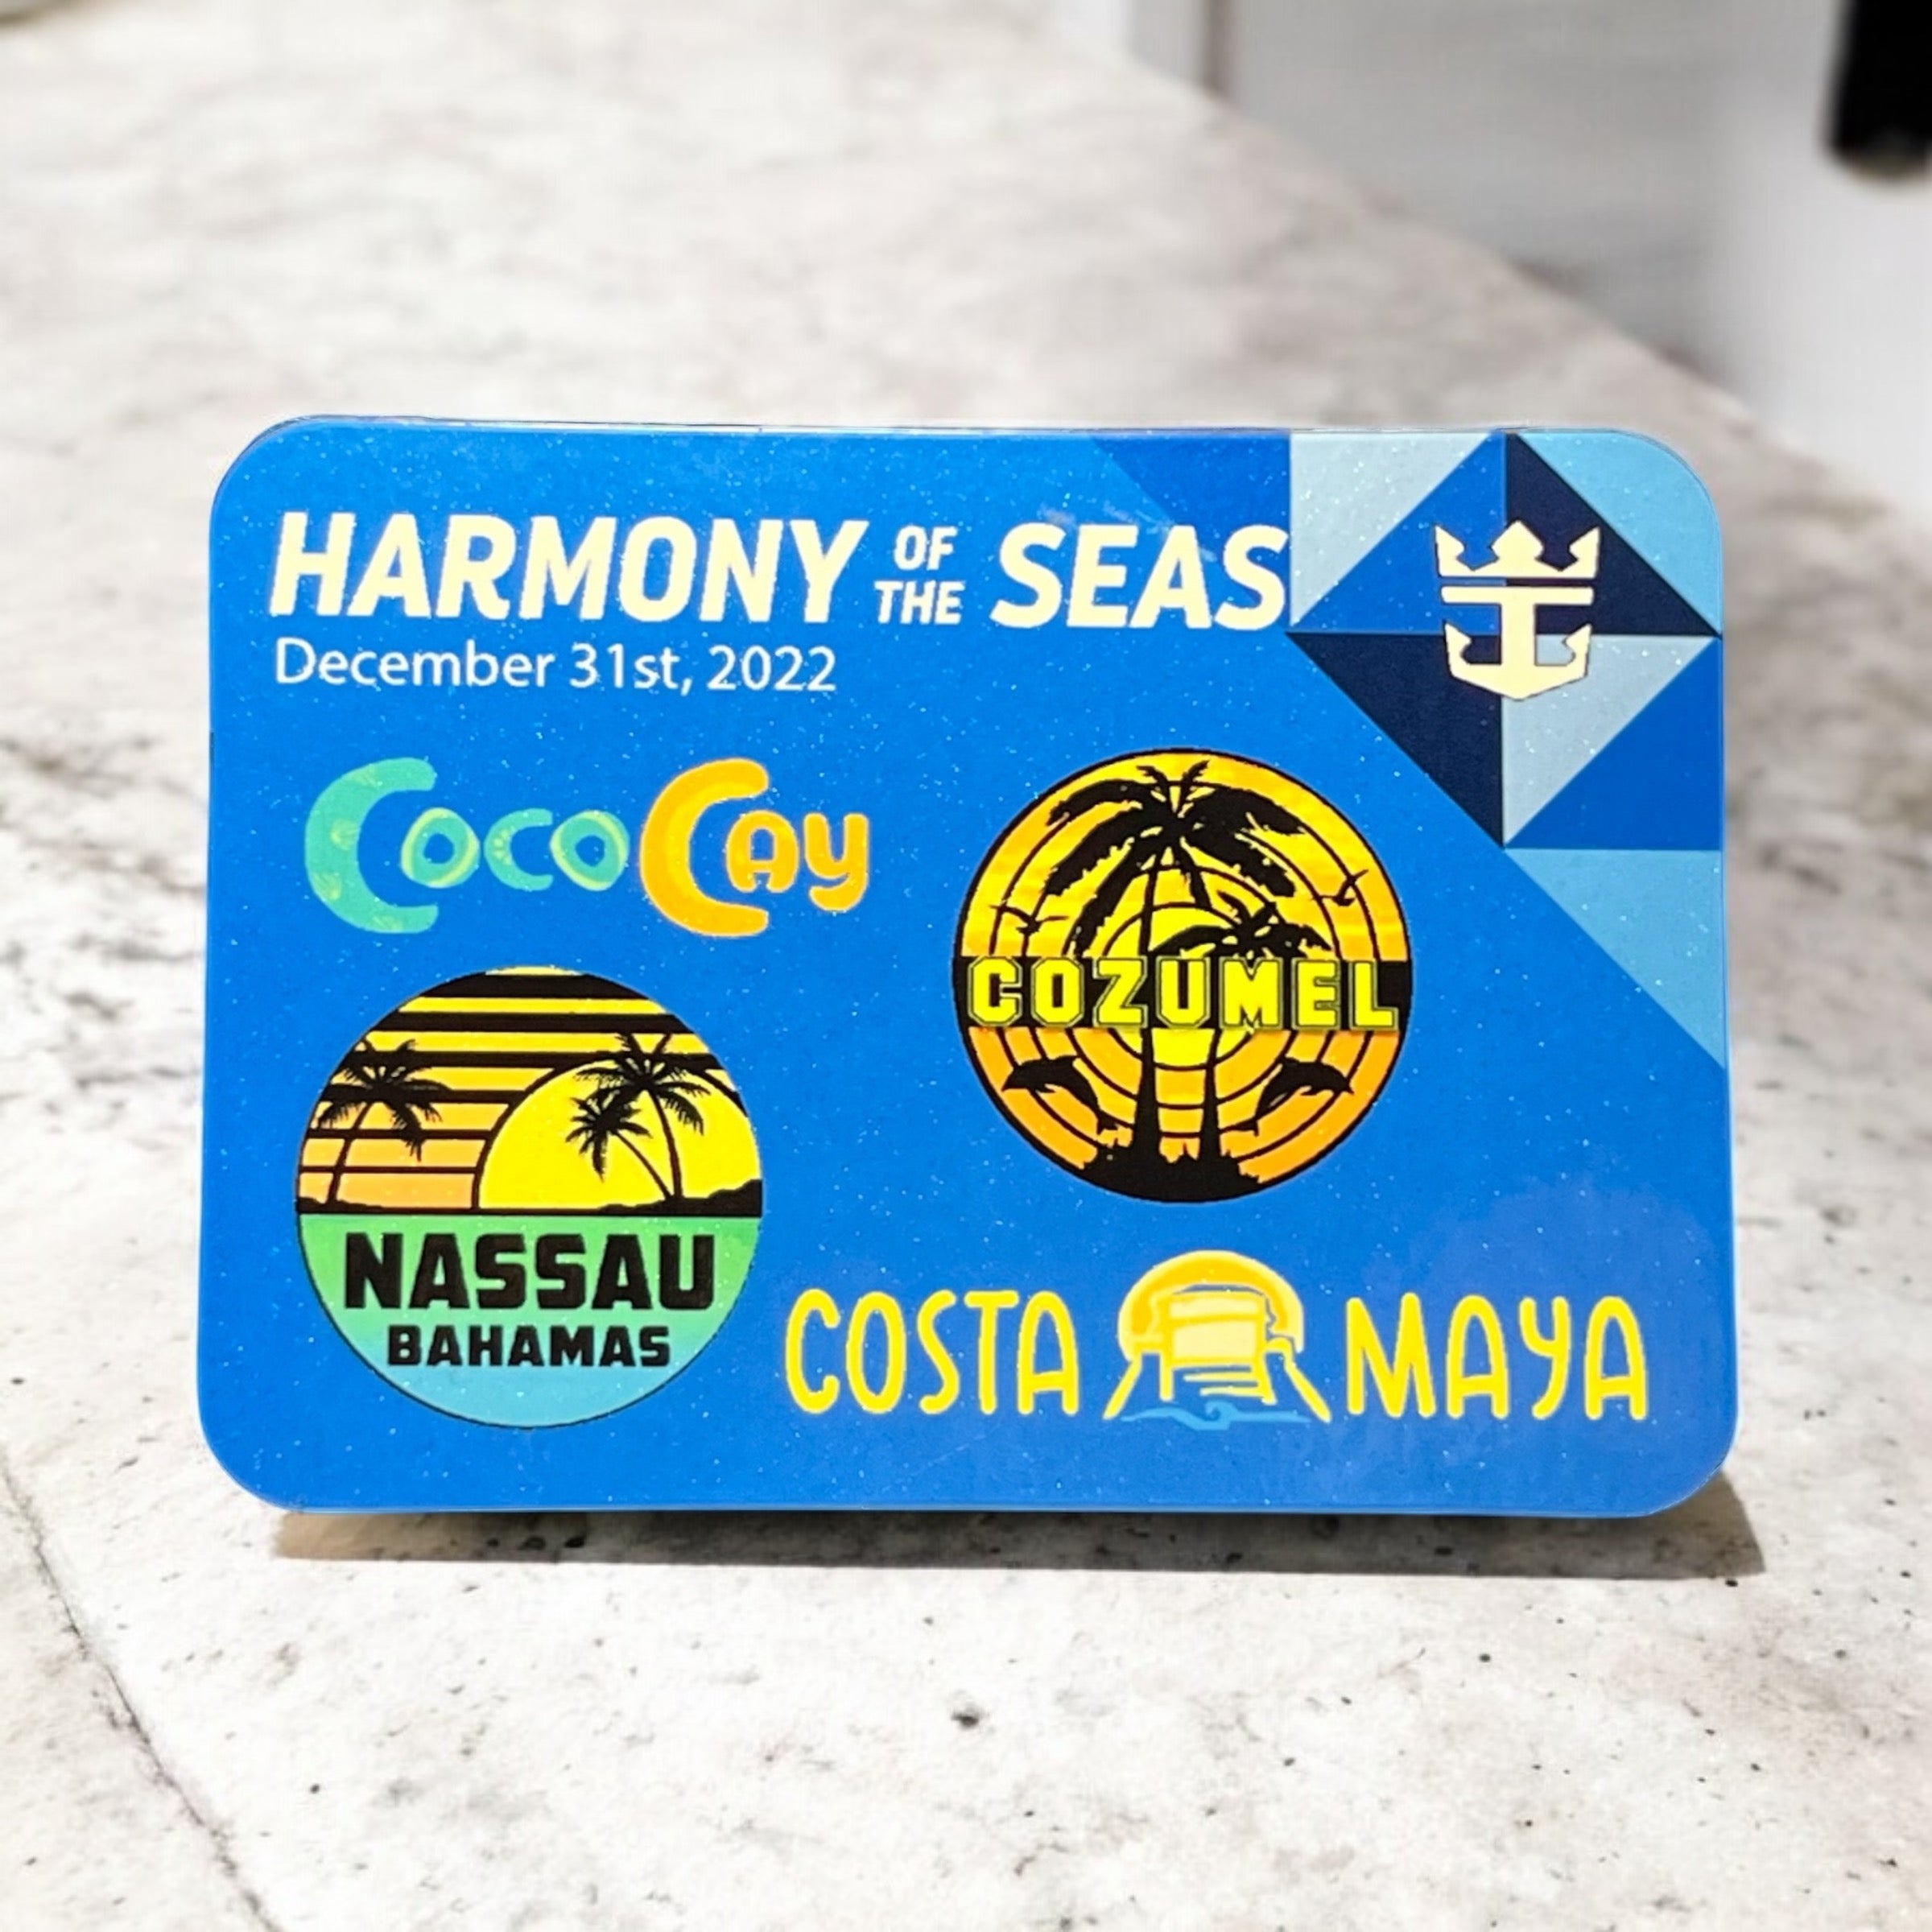 HARMONY OF THE SEAS
December 31st, 2022
CocoCay
COZUMEL
NASSAU
BAHAMAS
COSTA MAYA